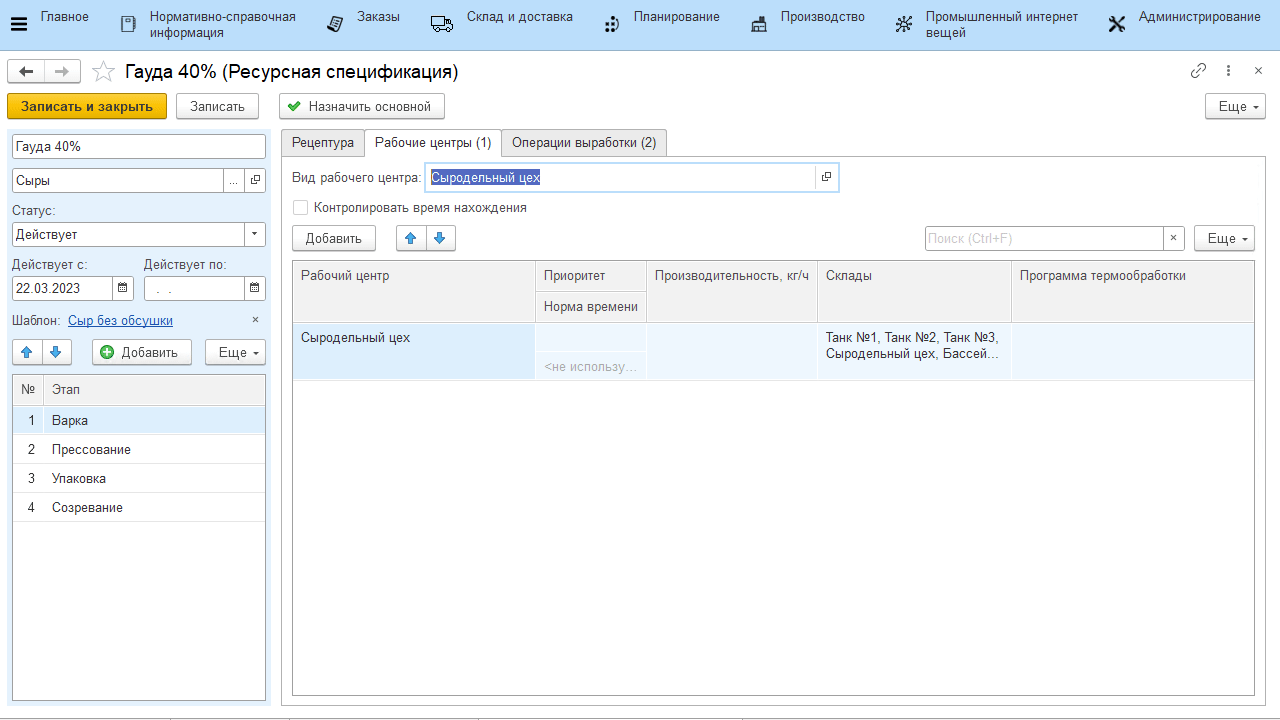 Главное
Нормативно-справочная
информация
Заказы
Склад и доставка
Планирование
Производство
Промышленный интернет
вещей
Администрирование
Гауда 40% (Ресурсная спецификация)
Записать и закрыть
Записать
Назначить основной
Еще
Гауда 40%
Сыры
...
Статус:
Действует
Действует с:
Действует по:
22.03.2023
. .
Шаблон: Сыр без обсушки
Добавить
Еще
№ Этап
1 Варка
2 Прессование
3 Упаковка
4 Созревание
Рецептура
Рабочие центры (1)
Операции выработки (2)
Вид рабочего центра: Сыродельный цех
Контролировать время нахождения
Добавить
Поиск (Ctrl+F)
Еще
Рабочий центр
Приоритет
Норма времени
Производительность, кг/ч
Склады
Программа термообработки
Сыродельный цех
<не использу...
Танк №1, Танк №2, Танк №3,
Сыродельный цех, Бассей...